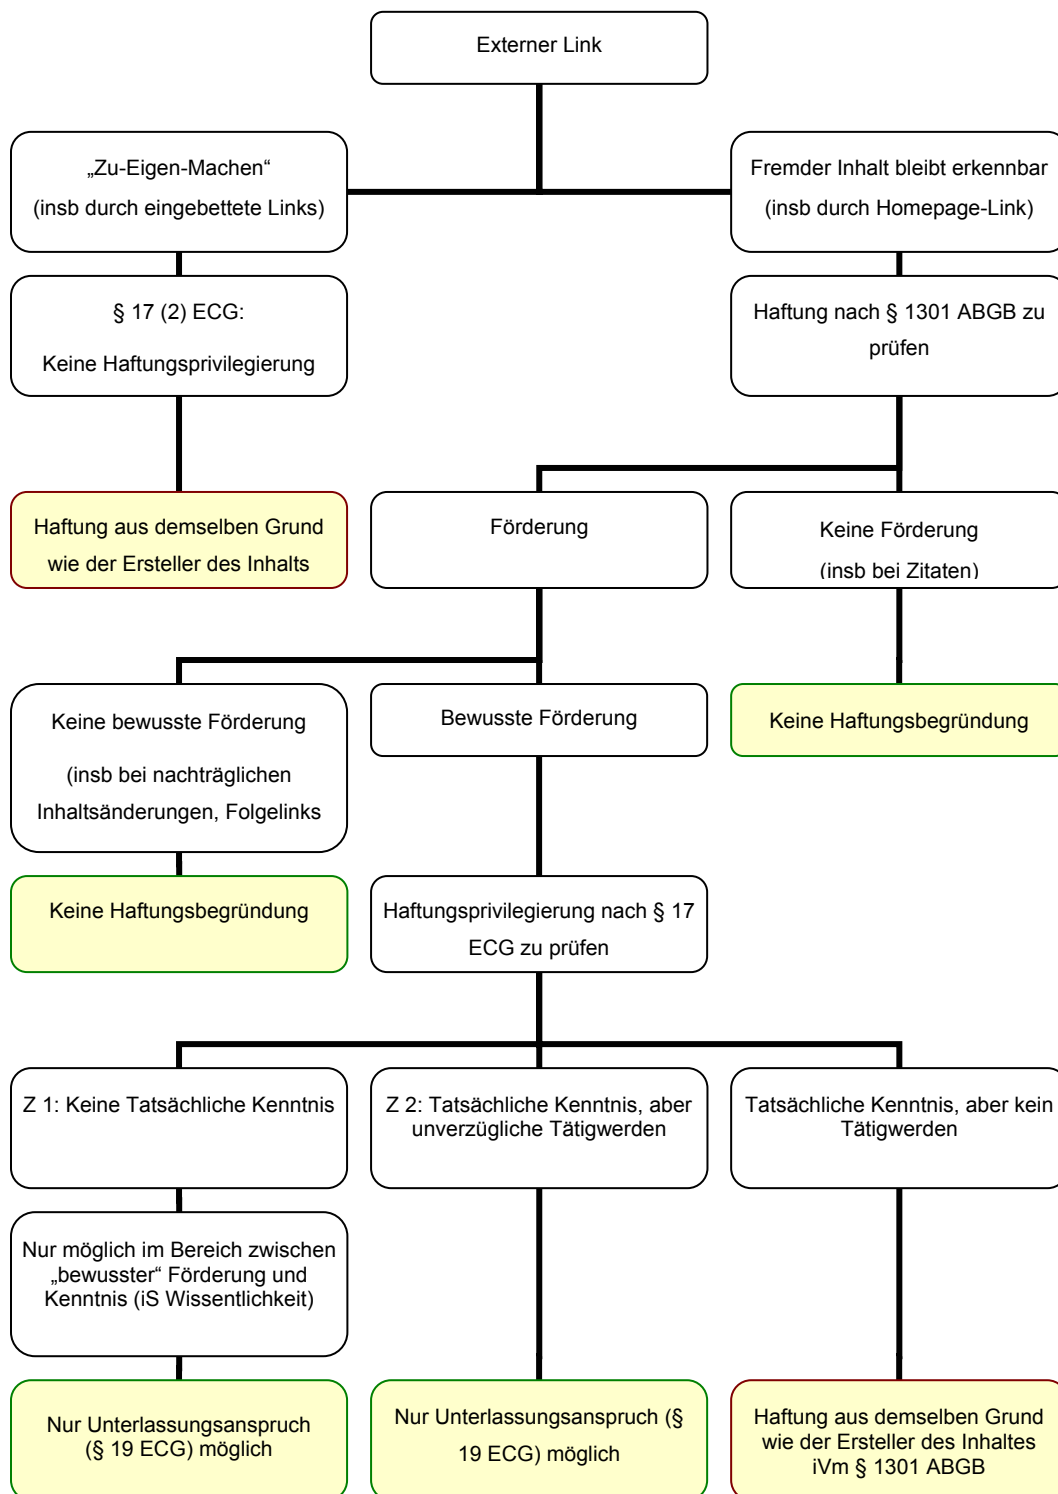 Externer Link
„Zu-Eigen-Machen“
(insb durch eingebettete Links)
Fremder Inhalt bleibt erkennbar
(insb durch Homepage-Link)
§ 17 (2) ECG:
Keine Haftungsprivilegierung
Haftung nach § 1301 ABGB zu
prüfen
Haftung aus demselben Grund
wie der Ersteller des Inhalts
Förderung
Keine Förderung
(insb bei Zitaten)
Keine bewusste Förderung
(insb bei nachträglichen
Inhaltsänderungen, Folgelinks
Bewusste Förderung
Keine Haftungsbegründung
Keine Haftungsbegründung
Haftungsprivilegierung nach § 17
ECG zu prüfen
Z 1: Keine Tatsächliche Kenntnis
Z 2: Tatsächliche Kenntnis, aber
unverzügliche Tätigwerden
Tatsächliche Kenntnis, aber kein
Tätigwerden
Nur möglich im Bereich zwischen
„bewusster“ Förderung und
Kenntnis (iS Wissentlichkeit)
Nur Unterlassungsanspruch
(§ 19 ECG) möglich
Nur Unterlassungsanspruch (§
19 ECG) möglich
Haftung aus demselben Grund
wie der Ersteller des Inhaltes
iVm § 1301 ABGB